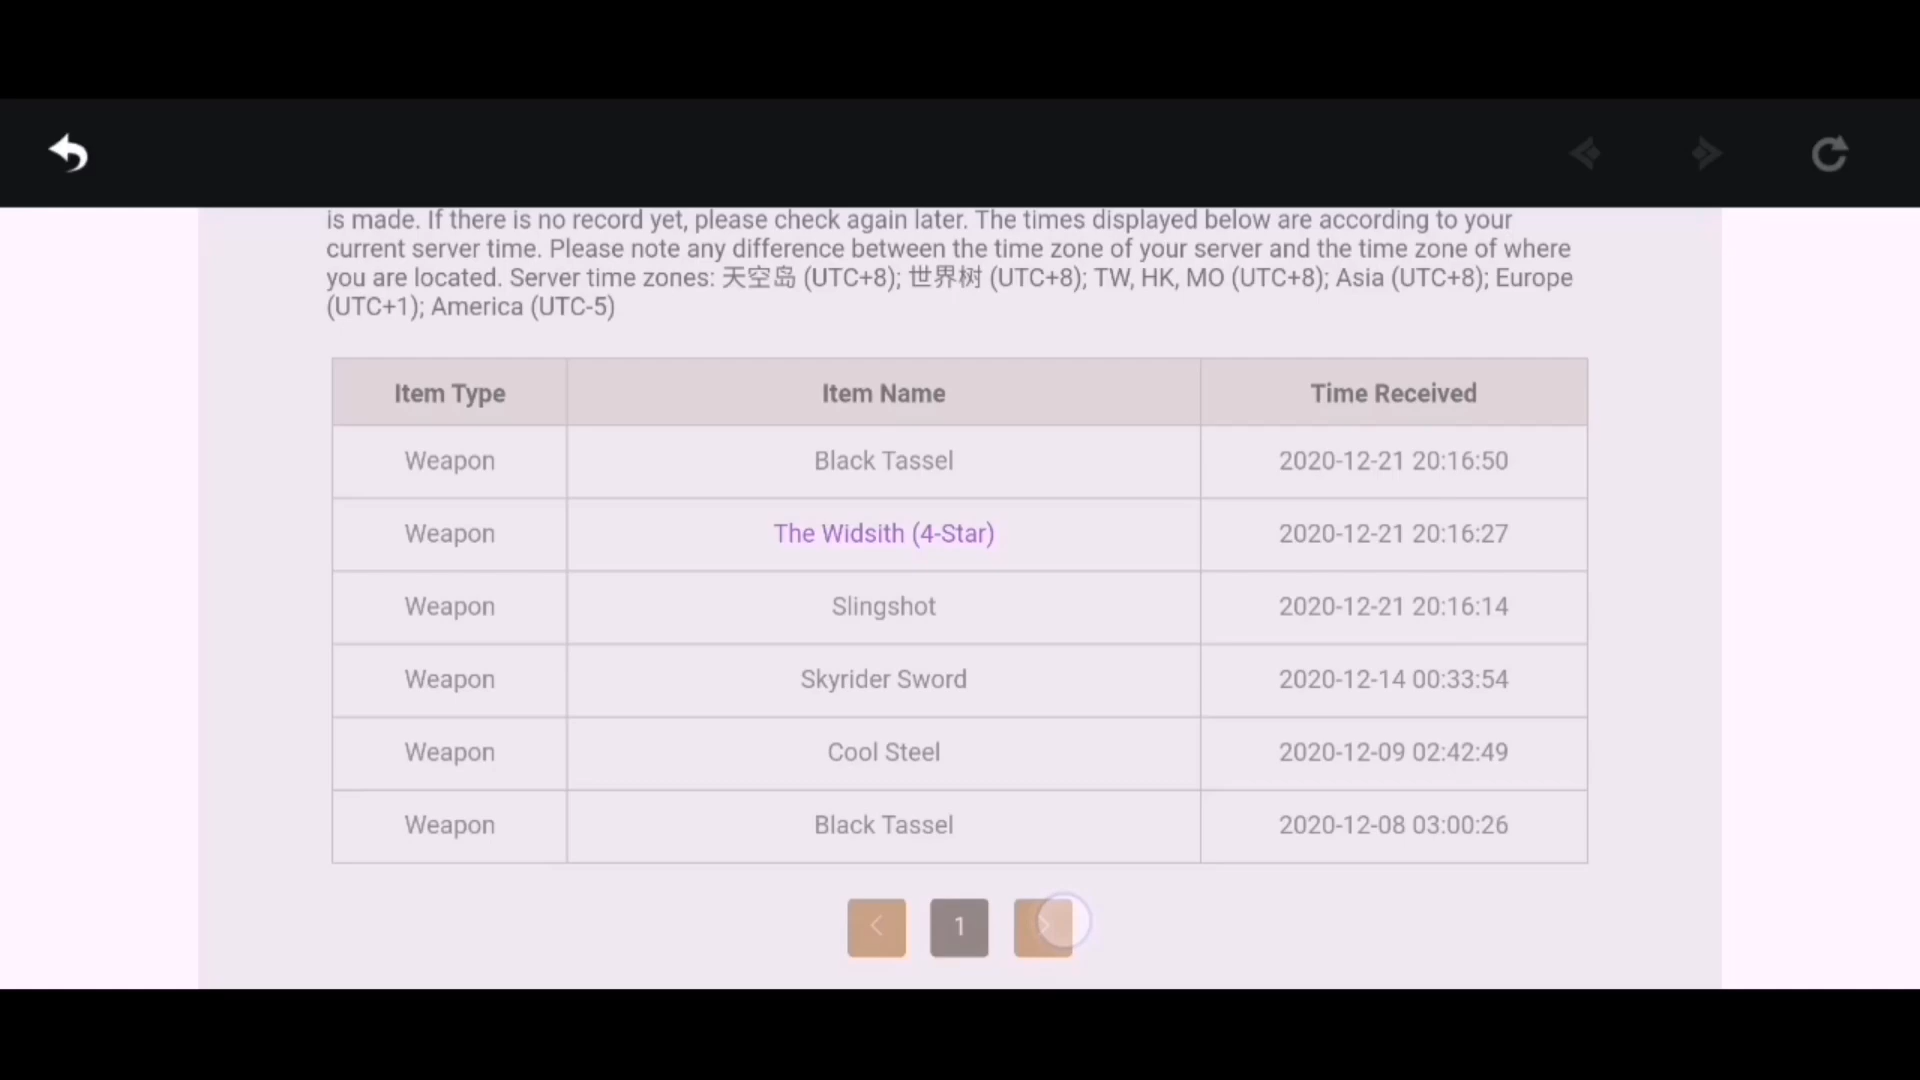 is made. If there is no record yet, please check again later. The times displayed below are according to your
current server time. Please note any difference between the time zone of your server and the time zone of where
you are located. Server time zones: 天空岛 (UTC+8); 世界树 (UTC+8); TW, HK, MO (UTC+8); Asia (UTC+8); Europe
(UTC+1); America (UTC-5)
Item Type Item Name Time Received
Weapon Black Tassel 2020-12-21 20:16:50
Weapon The Widsith (4-Star) 2020-12-21 20:16:27
Weapon Slingshot 2020-12-21 20:16:14
Weapon Skyrider Sword 2020-12-14 00:33:54
Weapon Cool Steel 2020-12-09 02:42:49
Weapon Black Tassel 2020-12-08 03:00:26
1